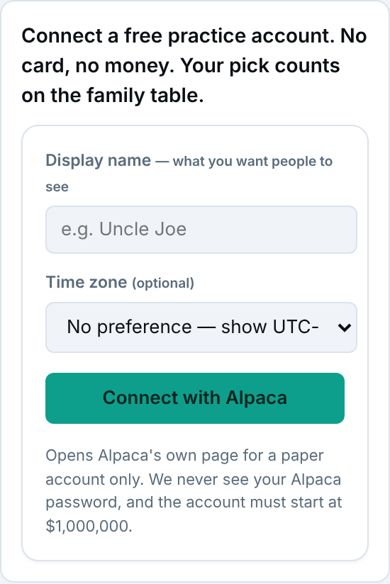 Connect a free practice account. No
card, no money. Your pick counts
on the family table.
Display name — what you want people to
see
e.g. Uncle Joe
Time zone (optional)
No preference — show UTC-
Connect with Alpaca
Opens Alpaca's own page for a paper
account only. We never see your Alpaca
password, and the account must start at
$1,000,000.